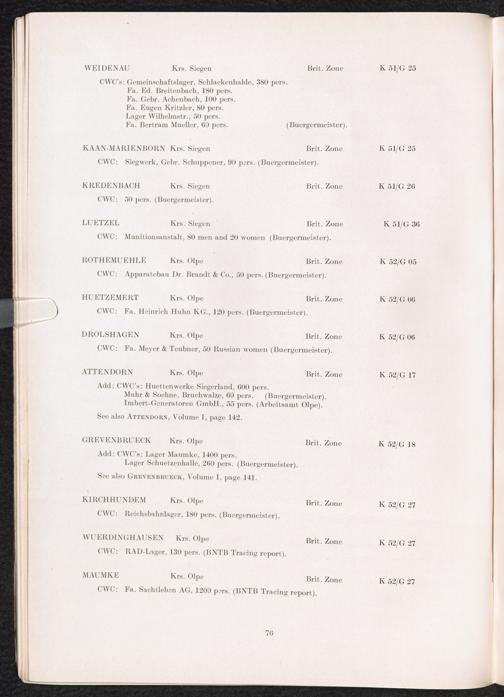 WEIDENAU Krs. Siegen Brit. Zone K 51/G 25
CWC's: Gemeinschaftslager, Schlackenhalde, 380 pers.
Fa. Ed. Breitenbach, 180 pers.
Fa. Gebr. Achenbach, 100 pers.
Fa. Eugen Kritzler, 80 pers.
Lager Wilhelmstr., 50 pers.
Fa. Bertram Mueller, 60 pers. (Buergermeister).
KAAN-MARIENBORN Krs. Siegen Brit. Zone K 51/G 25
CWC: Siegwerk, Gebr. Schuppener, 90 pers. (Buergermeister).
KREDENBACH Krs. Siegen Brit. Zone K 51/G 26
CWC: 50 pers. (Buergermeister).
LUETZEL Krs. Siegen Brit. Zone K 51/G 36
CWC: Munitionsanstalt, 80 men and 20 women (Buergermeister).
ROTHEMUEHLE Krs. Olpe Brit. Zone K 52/G 05
CWC: Apparatebau Dr. Brandt & Co., 50 pers. (Buergermeister).
HUETZEMERT Krs. Olpe Brit. Zone K 52/G 06
CWC: Fa. Heinrich Huhn KG., 120 pers. (Buergermeister).
DROLSHAGEN Krs. Olpe Brit. Zone K 52/G 06
CWC: Fa. Meyer & Teubner, 50 Russian women (Buergermeister).
ATTENDORN Krs. Olpe Brit. Zone K 52/G 17
Add: CWC's: Huettenwerke Siegerland, 600 pers.
Muhr & Soehne, Bruchwalze, 60 pers. (Buergermeister).
Imbert-Generatoren GmbH., 55 pers. (Arbeitsamt Olpe).
See also ATTENDORN, Volume I, page 142.
GREVENBRUECK Krs. Olpe Brit. Zone K 52/G 18
Add: CWC's: Lager Maumke, 1400 pers.
Lager Schuetzenhalle, 260 pers. (Buergermeister).
See also GREVENBRUECK, Volume I, page 141.
KIRCHHUNDEM Krs. Olpe Brit. Zone K 52/G 27
CWC: Reichsbahnlager, 180 pers. (Buergermeister).
WUERDINGHAUSEN Krs. Olpe Brit. Zone K 52/G 27
CWC: RAD-Lager, 130 pers. (BNTB Tracing report).
MAUMKE Krs. Olpe Brit. Zone K 52/G 27
CWC: Fa. Sachtleben AG, 1200 pers. (BNTB Tracing report).
76